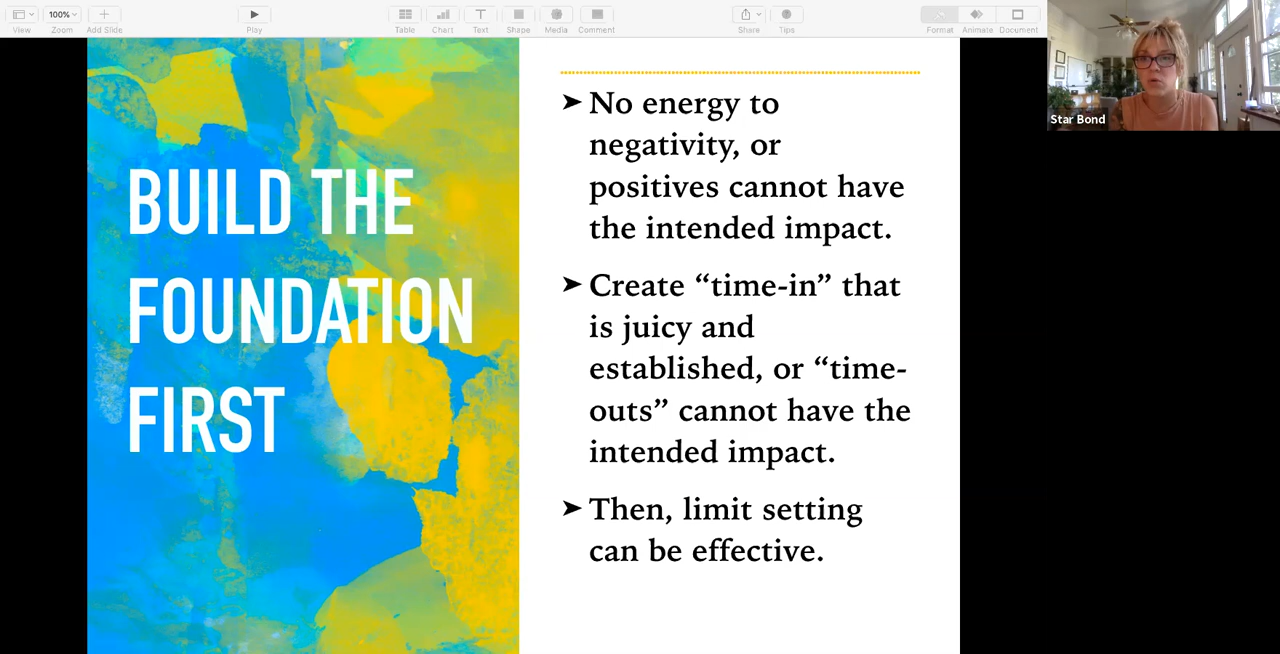 100%
View
Zoom
Add Slide
Play
Table
Chart
Text
Shape
Media
Comment
Share
Tips
Format
Animate
Document
Star Bond
BUILD THE
FOUNDATION
FIRST
➤ No energy to
negativity, or
positives cannot have
the intended impact.
➤ Create “time-in” that
is juicy and
established, or “time-
outs” cannot have the
intended impact.
➤ Then, limit setting
can be effective.